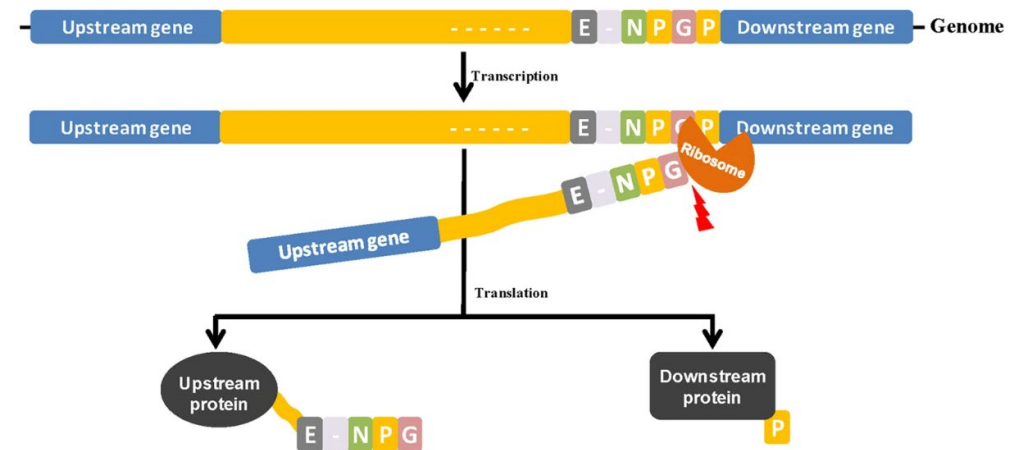 Upstream gene ------ E - N P G P Downstream gene Genome
Transcription
Upstream gene ------ E - N P G P Downstream gene
Ribosome
Upstream gene E - N P G
Translation
Upstream
protein
E - N P G
Downstream
protein
P